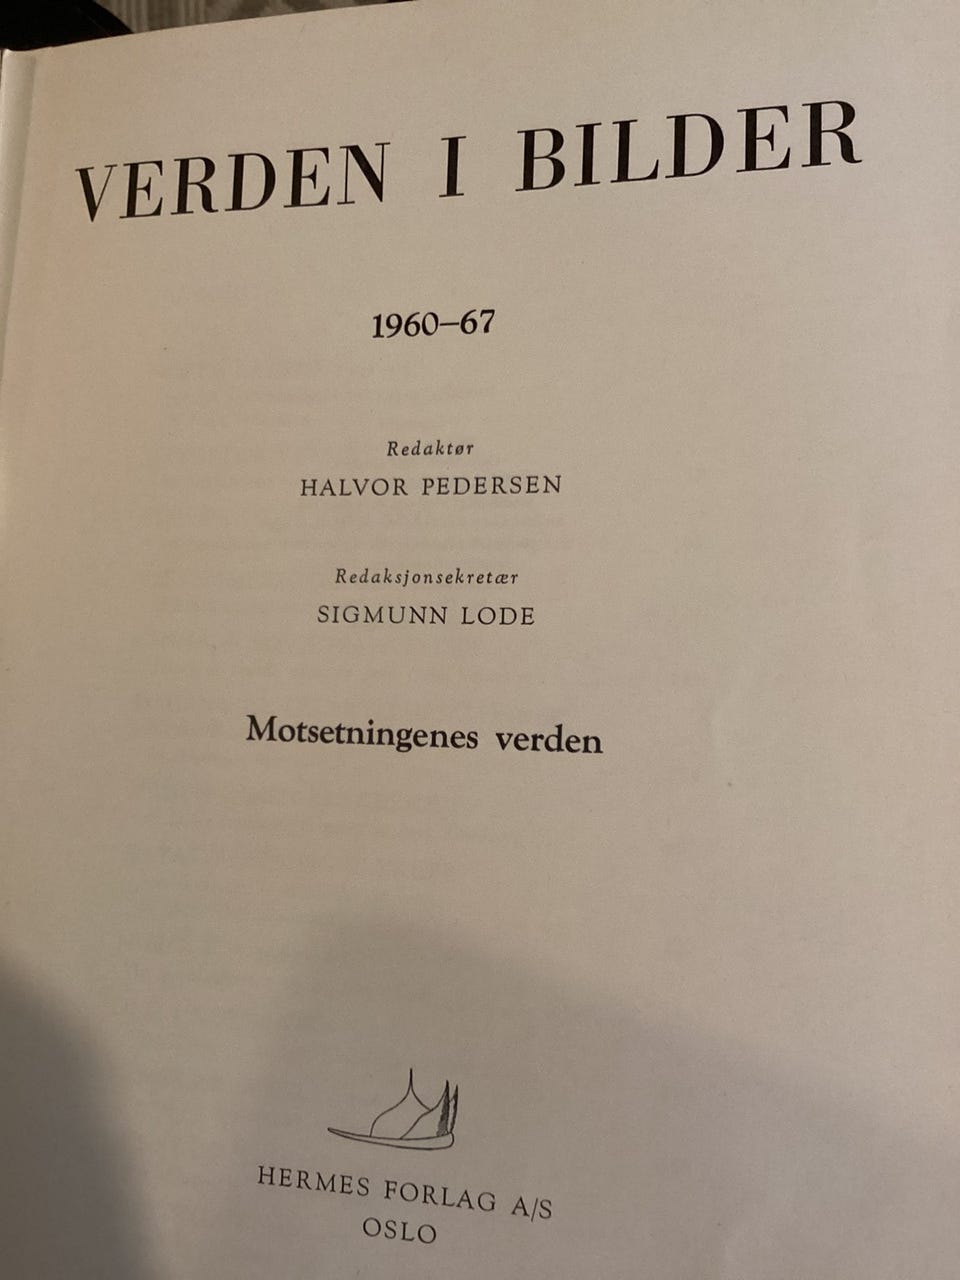 VERDEN I BILDER
1960–67
Redaktør
HALVOR PEDERSEN
Redaksjonsekretær
SIGMUNN LODE
Motsetningenes verden
HERMES FORLAG A/S
OSLO